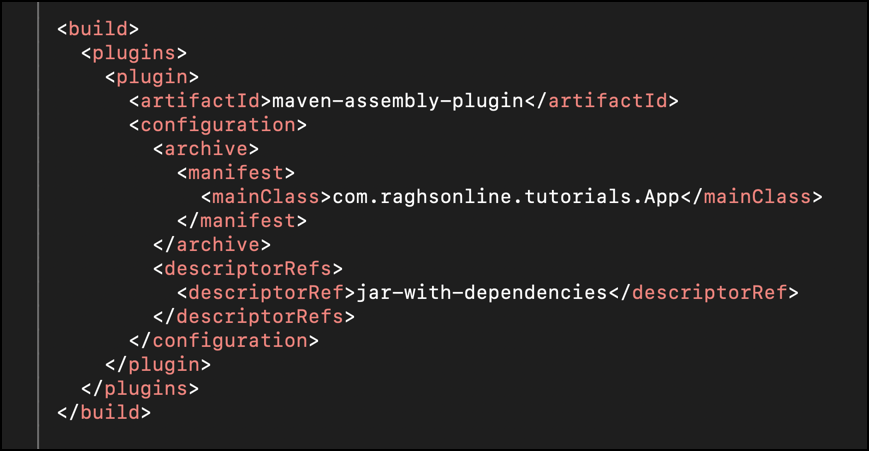 <build>
<plugins>
<plugin>
<artifactId>maven-assembly-plugin</artifactId>
<configuration>
<archive>
<manifest>
<mainClass>com.raghsonline.tutorials.App</mainClass>
</manifest>
</archive>
<descriptorRefs>
<descriptorRef>jar-with-dependencies</descriptorRef>
</descriptorRefs>
</configuration>
</plugin>
</plugins>
</build>